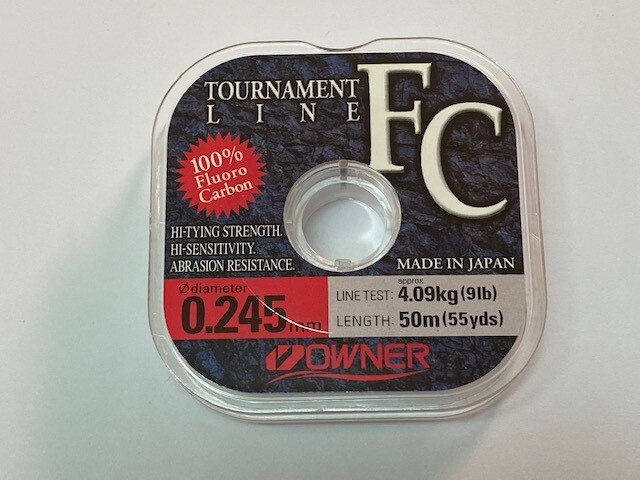 TOURNAMENT
LINE
FC
100%
Fluoro
Carbon
HI-TYING STRENGTH.
HI-SENSITIVITY.
ABRASION RESISTANCE.
MADE IN JAPAN
Ø diameter
0.245mm
approx
LINE TEST: 4.09kg(9lb)
LENGTH: 50m(55yds)
OWNER